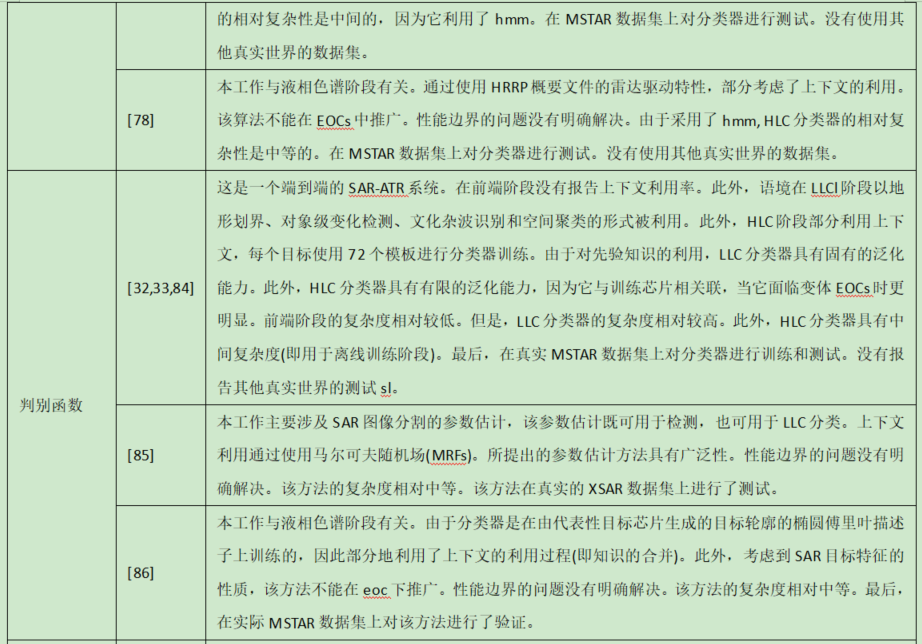 的相对复杂性是中间的，因为它利用了 hmm。在 MSTAR 数据集上对分类器进行测试。没有使用其
他真实世界的数据集。
[78]
本工作与液相色谱阶段有关。通过使用 HRRP 概要文件的雷达驱动特性，部分考虑了上下文的利用。
该算法不能在 EOCs 中推广。性能边界的问题没有明确解决。由于采用了 hmm, HLC 分类器的相对复
杂性是中等的。在 MSTAR 数据集上对分类器进行测试。没有使用其他真实世界的数据集。
判别函数
[32,33,84]
这是一个端到端的 SAR-ATR 系统。在前端阶段没有报告上下文利用率。此外，语境在 LLCl 阶段以地
形划界、对象级变化检测、文化杂波识别和空间聚类的形式被利用。此外，HLC 阶段部分利用上下
文，每个目标使用 72 个模板进行分类器训练。由于对先验知识的利用，LLC 分类器具有固有的泛化
能力。此外，HLC 分类器具有有限的泛化能力，因为它与训练芯片相关联，当它面临变体 EOCs 时更
明显。前端阶段的复杂度相对较低。但是，LLC 分类器的复杂度相对较高。此外，HLC 分类器具有中
间复杂度(即用于离线训练阶段)。最后，在真实 MSTAR 数据集上对分类器进行训练和测试。没有报
告其他真实世界的测试 sl。
[85]
本工作主要涉及 SAR 图像分割的参数估计，该参数估计既可用于检测，也可用于 LLC 分类。上下文
利用通过使用马尔可夫随机场(MRFs)。所提出的参数估计方法具有广泛性。性能边界的问题没有明
确解决。该方法的复杂度相对中等。该方法在真实的 XSAR 数据集上进行了测试。
[86]
本工作与液相色谱阶段有关。由于分类器是在由代表性目标芯片生成的目标轮廓的椭圆傅里叶描述
子上训练的，因此部分地利用了上下文的利用过程(即知识的合并)。此外，考虑到 SAR 目标特征的
性质，该方法不能在 eoc 下推广。性能边界的问题没有明确解决。该方法的复杂度相对中等。最后，
在实际 MSTAR 数据集上对该方法进行了验证。